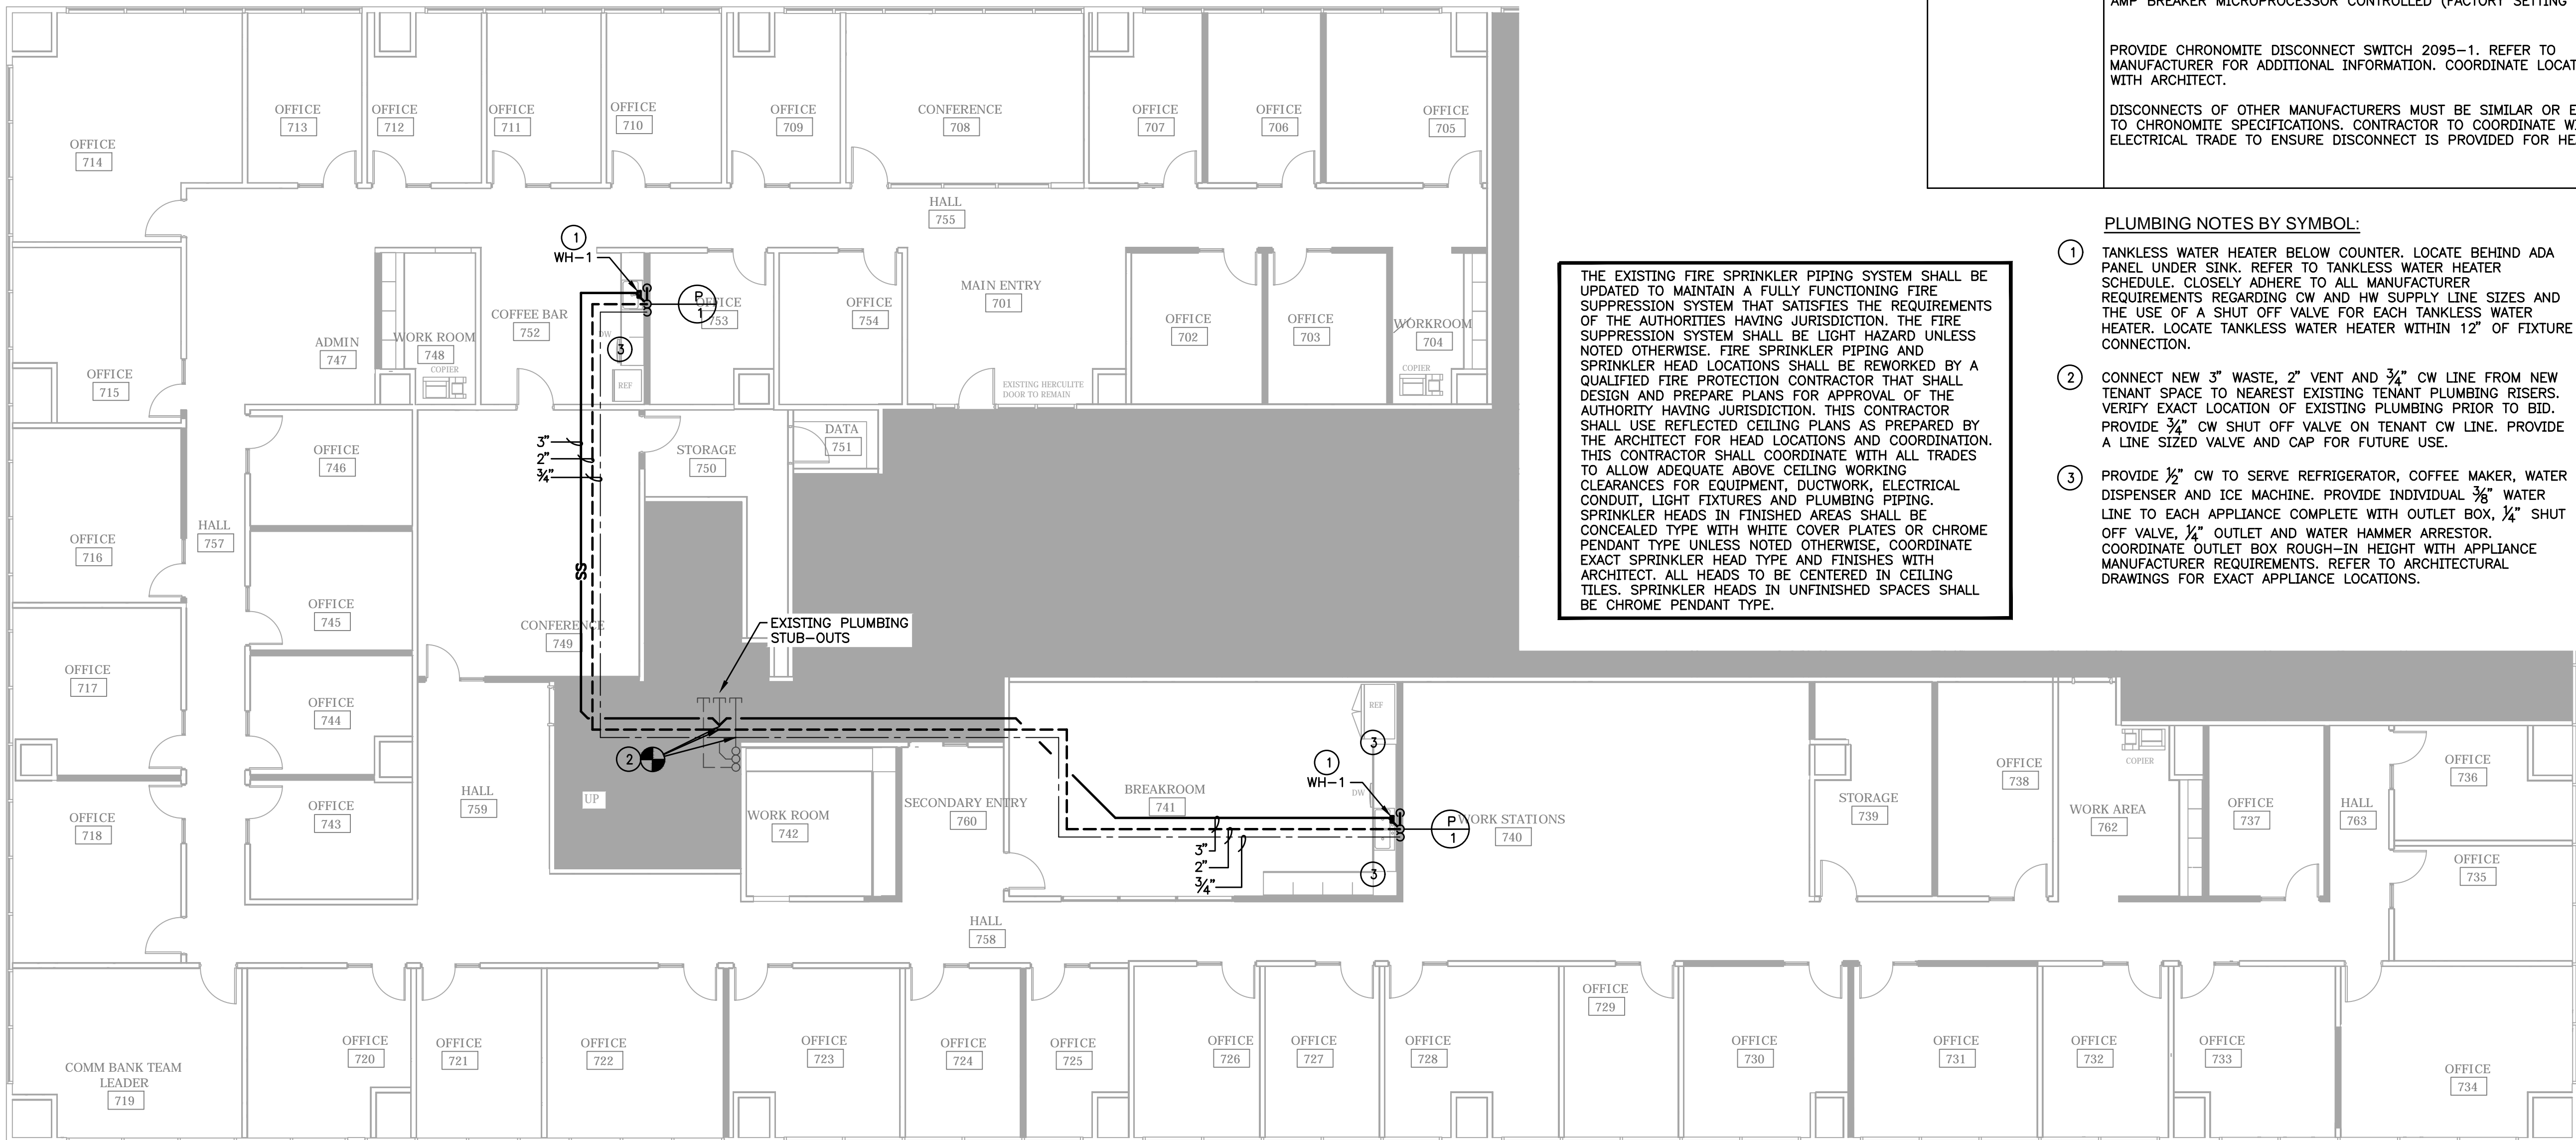 AMP BREAKER MICROPROCESSOR CONTROLLED (FACTORY SETTING
PROVIDE CHRONOMITE DISCONNECT SWITCH 2095-1. REFER TO
MANUFACTURER FOR ADDITIONAL INFORMATION. COORDINATE
WITH ARCHITECT.
DISCONNECTS OF OTHER MANUFACTURERS MUST BE SIMILAR OR
TO CHRONOMITE SPECIFICATIONS. CONTRACTOR TO COORDINATE
ELECTRICAL TRADE TO ENSURE DISCONNECT IS PROVIDED FOR
OFFICE
714
OFFICE
713
OFFICE
712
OFFICE
711
OFFICE
710
OFFICE
709
CONFERENCE
708
OFFICE
707
OFFICE
706
OFFICE
705
HALL
755
1
WH-1
P
1
OFFICE
753
OFFICE
754
MAIN ENTRY
701
OFFICE
702
OFFICE
703
WORKROOM
704
COPIER
COFFEE BAR
752
DW
3
REF
ADMIN
747
WORK ROOM
748
COPIER
OFFICE
715
EXISTING HERCULITE
DOOR TO REMAIN
OFFICE
746
3"
2"
3/4"
STORAGE
750
DATA
751
OFFICE
716
HALL
757
SS
OFFICE
745
CONFERENCE
749
EXISTING PLUMBING
STUB-OUTS
OFFICE
717
OFFICE
744
2
UP
OFFICE
718
OFFICE
743
HALL
759
WORK ROOM
742
SECONDARY ENTRY
760
BREAKROOM
741
REF
3
1
WH-1
DW
P
1
3
3"
2"
3/4"
WORK STATIONS
740
STORAGE
739
OFFICE
738
COPIER
WORK AREA
762
OFFICE
737
HALL
763
OFFICE
736
OFFICE
735
HALL
758
COMM BANK TEAM
LEADER
719
OFFICE
720
OFFICE
721
OFFICE
722
OFFICE
723
OFFICE
724
OFFICE
725
OFFICE
726
OFFICE
727
OFFICE
728
OFFICE
729
OFFICE
730
OFFICE
731
OFFICE
732
OFFICE
733
OFFICE
734
THE EXISTING FIRE SPRINKLER PIPING SYSTEM SHALL BE
UPDATED TO MAINTAIN A FULLY FUNCTIONING FIRE
SUPPRESSION SYSTEM THAT SATISFIES THE REQUIREMENTS
OF THE AUTHORITIES HAVING JURISDICTION. THE FIRE
SUPPRESSION SYSTEM SHALL BE LIGHT HAZARD UNLESS
NOTED OTHERWISE. FIRE SPRINKLER PIPING AND
SPRINKLER HEAD LOCATIONS SHALL BE REWORKED BY A
QUALIFIED FIRE PROTECTION CONTRACTOR THAT SHALL
DESIGN AND PREPARE PLANS FOR APPROVAL OF THE
AUTHORITY HAVING JURISDICTION. THIS CONTRACTOR
SHALL USE REFLECTED CEILING PLANS AS PREPARED BY
THE ARCHITECT FOR HEAD LOCATIONS AND COORDINATION.
THIS CONTRACTOR SHALL COORDINATE WITH ALL TRADES
TO ALLOW ADEQUATE ABOVE CEILING WORKING
CLEARANCES FOR EQUIPMENT, DUCTWORK, ELECTRICAL
CONDUIT, LIGHT FIXTURES AND PLUMBING PIPING.
SPRINKLER HEADS IN FINISHED AREAS SHALL BE
CONCEALED TYPE WITH WHITE COVER PLATES OR CHROME
PENDANT TYPE UNLESS NOTED OTHERWISE, COORDINATE
EXACT SPRINKLER HEAD TYPE AND FINISHES WITH
ARCHITECT. ALL HEADS TO BE CENTERED IN CEILING
TILES. SPRINKLER HEADS IN UNFINISHED SPACES SHALL
BE CHROME PENDANT TYPE.
PLUMBING NOTES BY SYMBOL:
1 TANKLESS WATER HEATER BELOW COUNTER. LOCATE BEHIND ADA
PANEL UNDER SINK. REFER TO TANKLESS WATER HEATER
SCHEDULE. CLOSELY ADHERE TO ALL MANUFACTURER
REQUIREMENTS REGARDING CW AND HW SUPPLY LINE SIZES AND
THE USE OF A SHUT OFF VALVE FOR EACH TANKLESS WATER
HEATER. LOCATE TANKLESS WATER HEATER WITHIN 12" OF FIXTURE
CONNECTION.
2 CONNECT NEW 3" WASTE, 2" VENT AND 3/4" CW LINE FROM NEW
TENANT SPACE TO NEAREST EXISTING TENANT PLUMBING RISERS.
VERIFY EXACT LOCATION OF EXISTING PLUMBING PRIOR TO BID.
PROVIDE 3/4" CW SHUT OFF VALVE ON TENANT CW LINE. PROVIDE
A LINE SIZED VALVE AND CAP FOR FUTURE USE.
3 PROVIDE 1/2" CW TO SERVE REFRIGERATOR, COFFEE MAKER, WATER
DISPENSER AND ICE MACHINE. PROVIDE INDIVIDUAL 3/8" WATER
LINE TO EACH APPLIANCE COMPLETE WITH OUTLET BOX, 1/4" SHUT
OFF VALVE, 1/4" OUTLET AND WATER HAMMER ARRESTOR.
COORDINATE OUTLET BOX ROUGH-IN HEIGHT WITH APPLIANCE
MANUFACTURER REQUIREMENTS. REFER TO ARCHITECTURAL
DRAWINGS FOR EXACT APPLIANCE LOCATIONS.